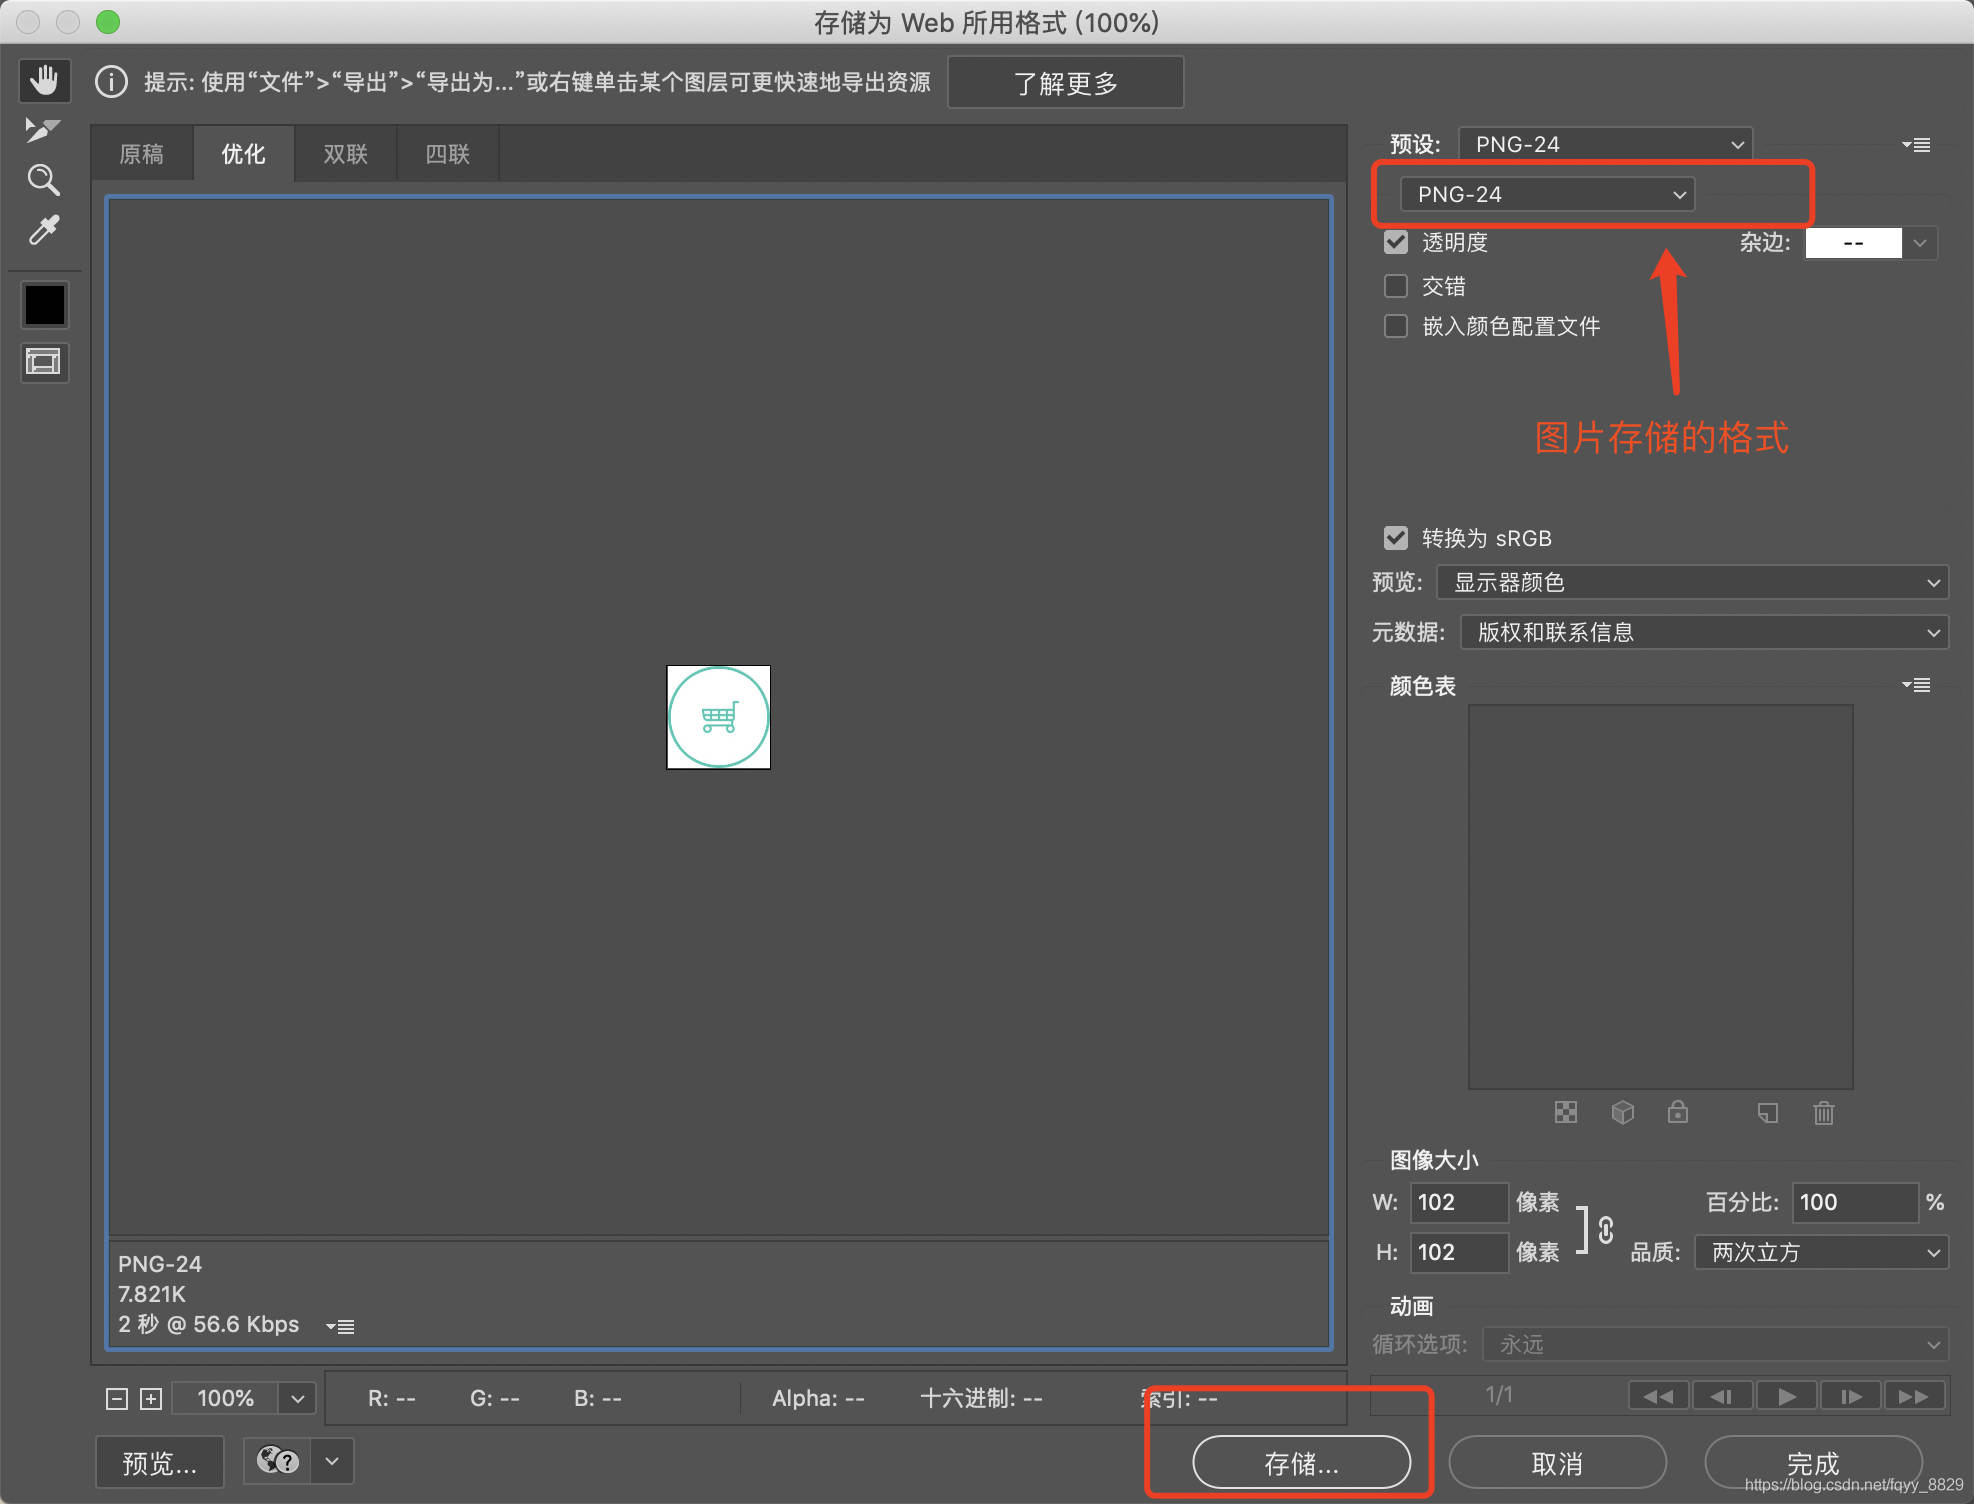 存储为 Web 所用格式 (100%)
提示: 使用“文件”>“导出”>“导出为...”或右键单击某个图层可更快速地导出资源
了解更多
原稿 优化 双联 四联
预设: PNG-24
PNG-24
透明度 杂边: --
交错
嵌入颜色配置文件
图片存储的格式
转换为 sRGB
预览: 显示器颜色
元数据: 版权和联系信息
颜色表
图像大小
W: 102 像素 百分比: 100 %
H: 102 像素 品质: 两次立方
动画
循环选项: 永远
1/1
PNG-24
7.821K
2 秒 @ 56.6 Kbps
100% R: -- G: -- B: -- Alpha: -- 十六进制: -- 索引: --
预览... ? 存储... 取消 完成
https://blog.csdn.net/fqyy_8829